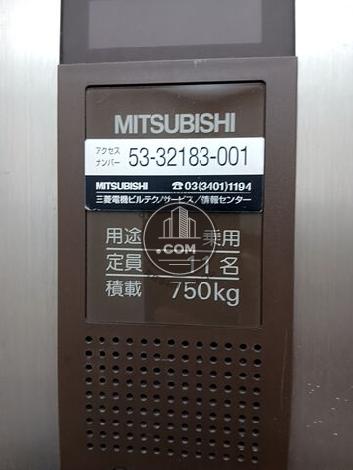 MITSUBISHI
アクセス
ナンバー 53-32183-001
MITSUBISHI ☎03(3401)1194
三菱電機ビルテクノサービス/情報センター
用途 乗用
.COM
定員 11名
積載 750kg